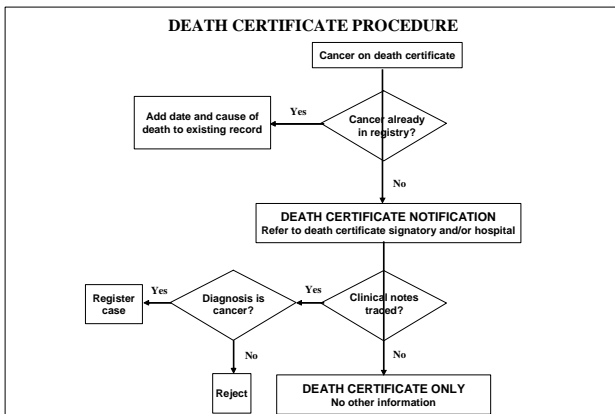 DEATH CERTIFICATE PROCEDURE
Cancer on death certificate
Yes
Add date and cause of
death to existing record
Cancer already
in registry?
No
DEATH CERTIFICATE NOTIFICATION
Refer to death certificate signatory and/or hospital
Yes
Yes
Register
case
Diagnosis is
cancer?
Clinical notes
traced?
No
No
Reject
DEATH CERTIFICATE ONLY
No other information